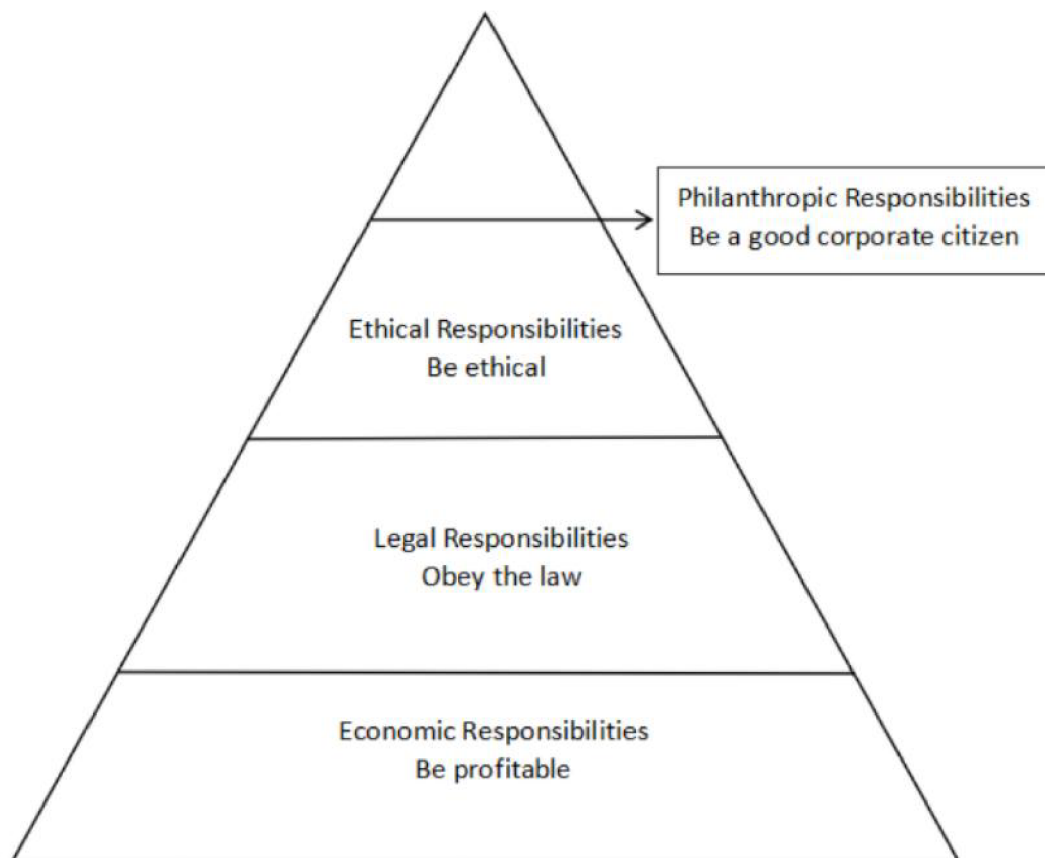 Philanthropic Responsibilities
Be a good corporate citizen
Ethical Responsibilities
Be ethical
Legal Responsibilities
Obey the law
Economic Responsibilities
Be profitable